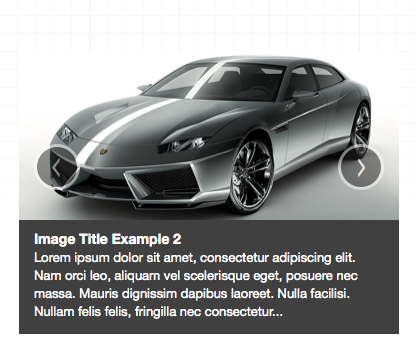 Image Title Example 2
Lorem ipsum dolor sit amet, consectetur adipiscing elit.
Nam orci leo, aliquam vel scelerisque eget, posuere nec
massa. Mauris dignissim dapibus laoreet. Nulla facilisi.
Nullam felis felis, fringilla nec consectetur...